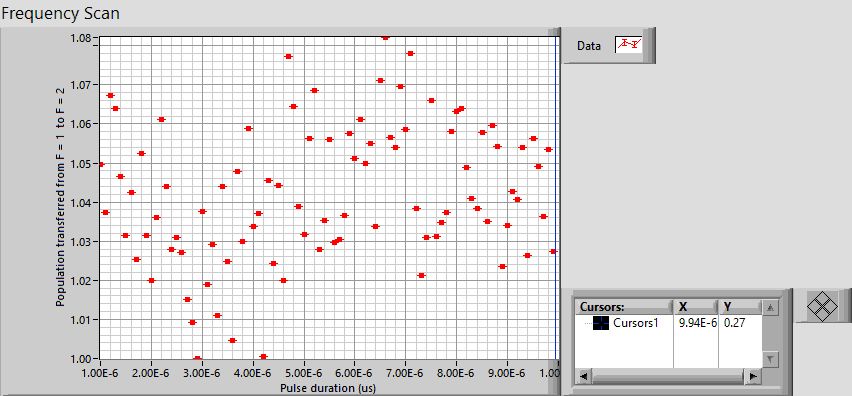 Frequency Scan
Data
Population transferred from F = 1 to F = 2
1.08
1.07
1.06
1.05
1.04
1.03
1.02
1.01
1.00
1.00E-6 2.00E-6 3.00E-6 4.00E-6 5.00E-6 6.00E-6 7.00E-6 8.00E-6 9.00E-6 1.00
Pulse duration (us)
Cursors: X Y
Cursors1 9.94E-6 0.27